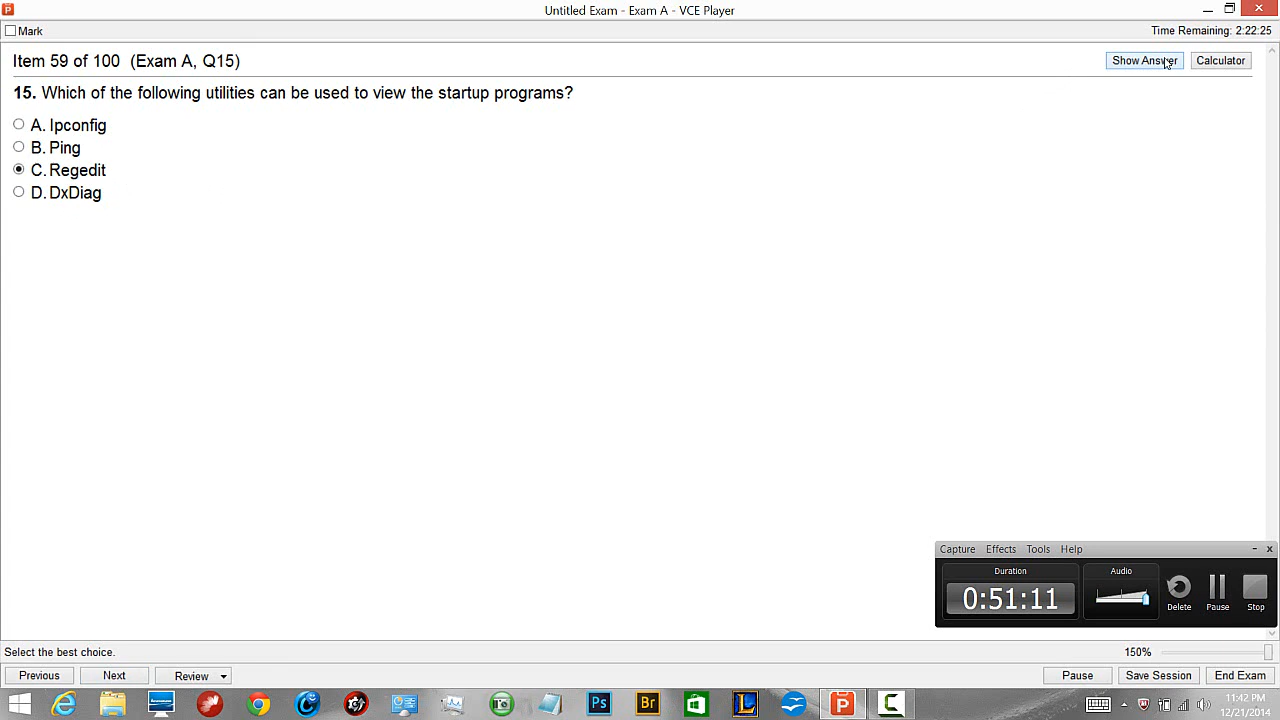 Untitled Exam - Exam A - VCE Player
Mark
Time Remaining: 2:22:25
Item 59 of 100 (Exam A, Q15)
Show Answer
Calculator
15. Which of the following utilities can be used to view the startup programs?
A. Ipconfig
B. Ping
C. Regedit
D. DxDiag
Capture Effects Tools Help
Duration
Audio
0:51:11
Delete
Pause
Stop
Select the best choice.
150%
Previous
Next
Review
Pause
Save Session
End Exam
Ps
Br
L
11:42 PM
12/21/2014